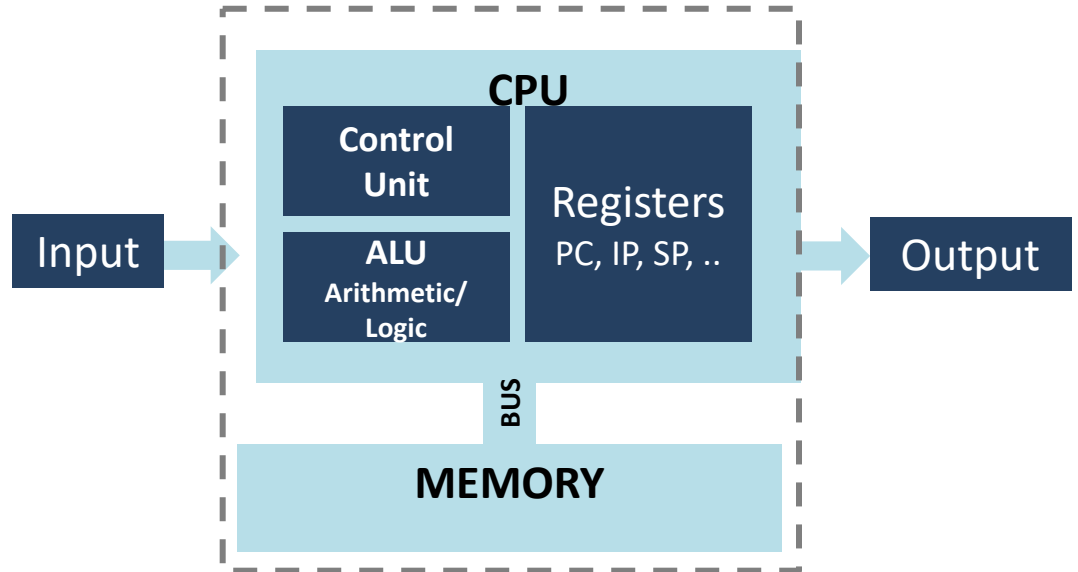 CPU
Control
Unit
Registers
PC, IP, SP, ..
ALU
Arithmetic/
Logic
Input
Output
BUS
MEMORY